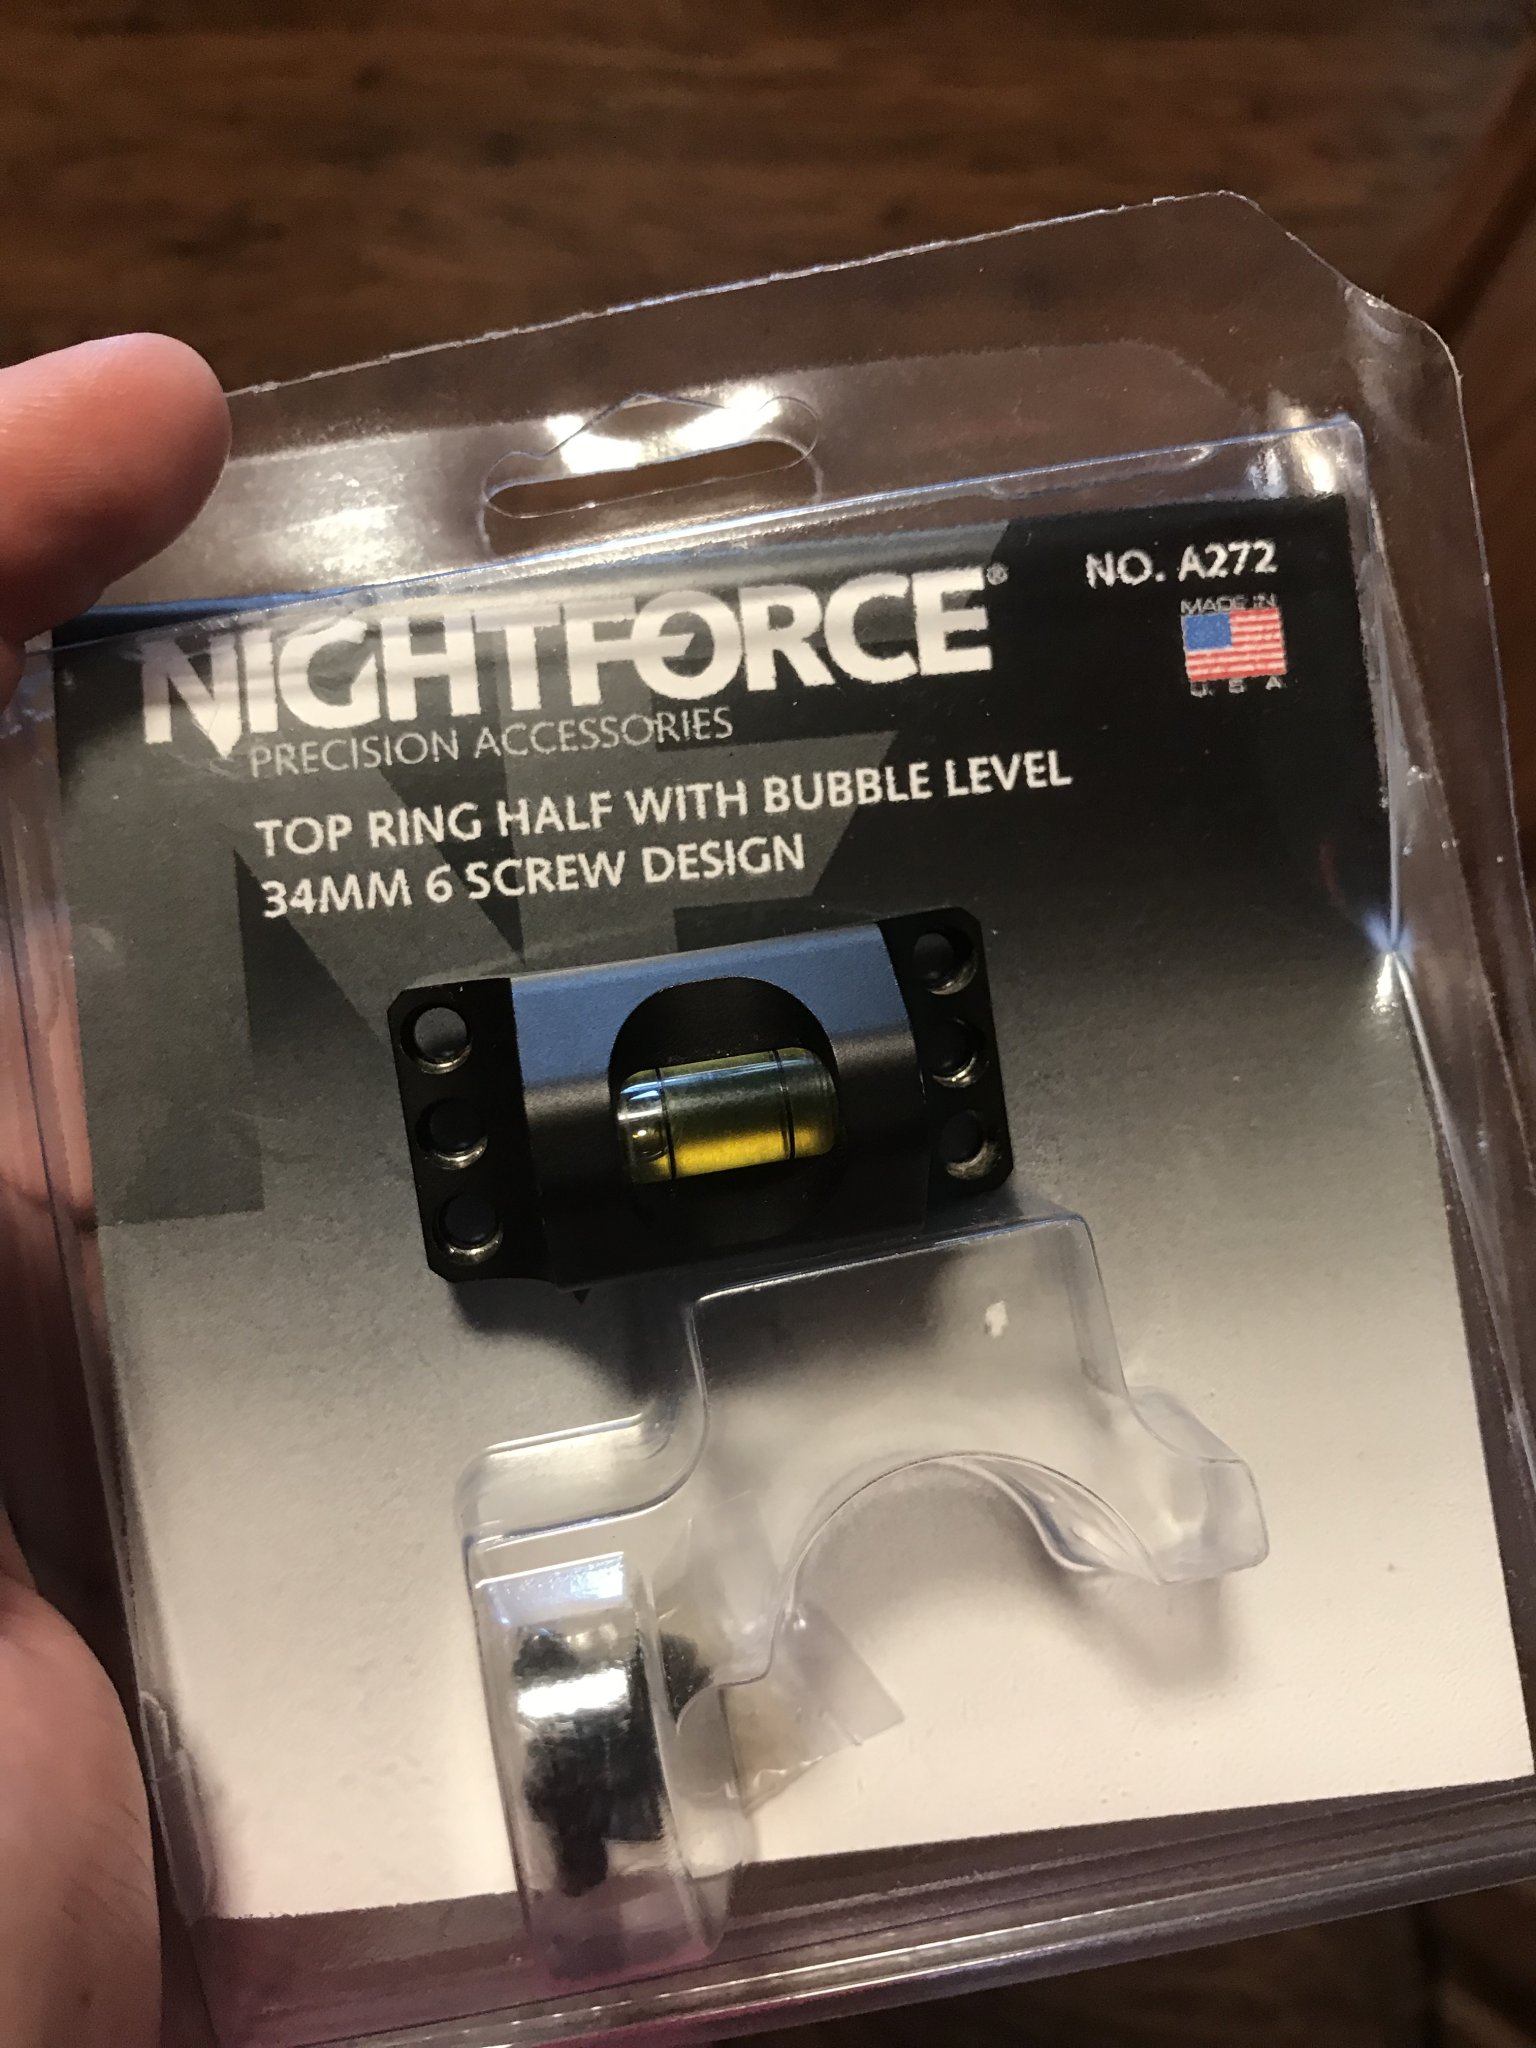 NIGHTFORCE®
PRECISION ACCESSORIES
NO. A272
MADE IN
U.S.A
TOP RING HALF WITH BUBBLE LEVEL
34MM 6 SCREW DESIGN